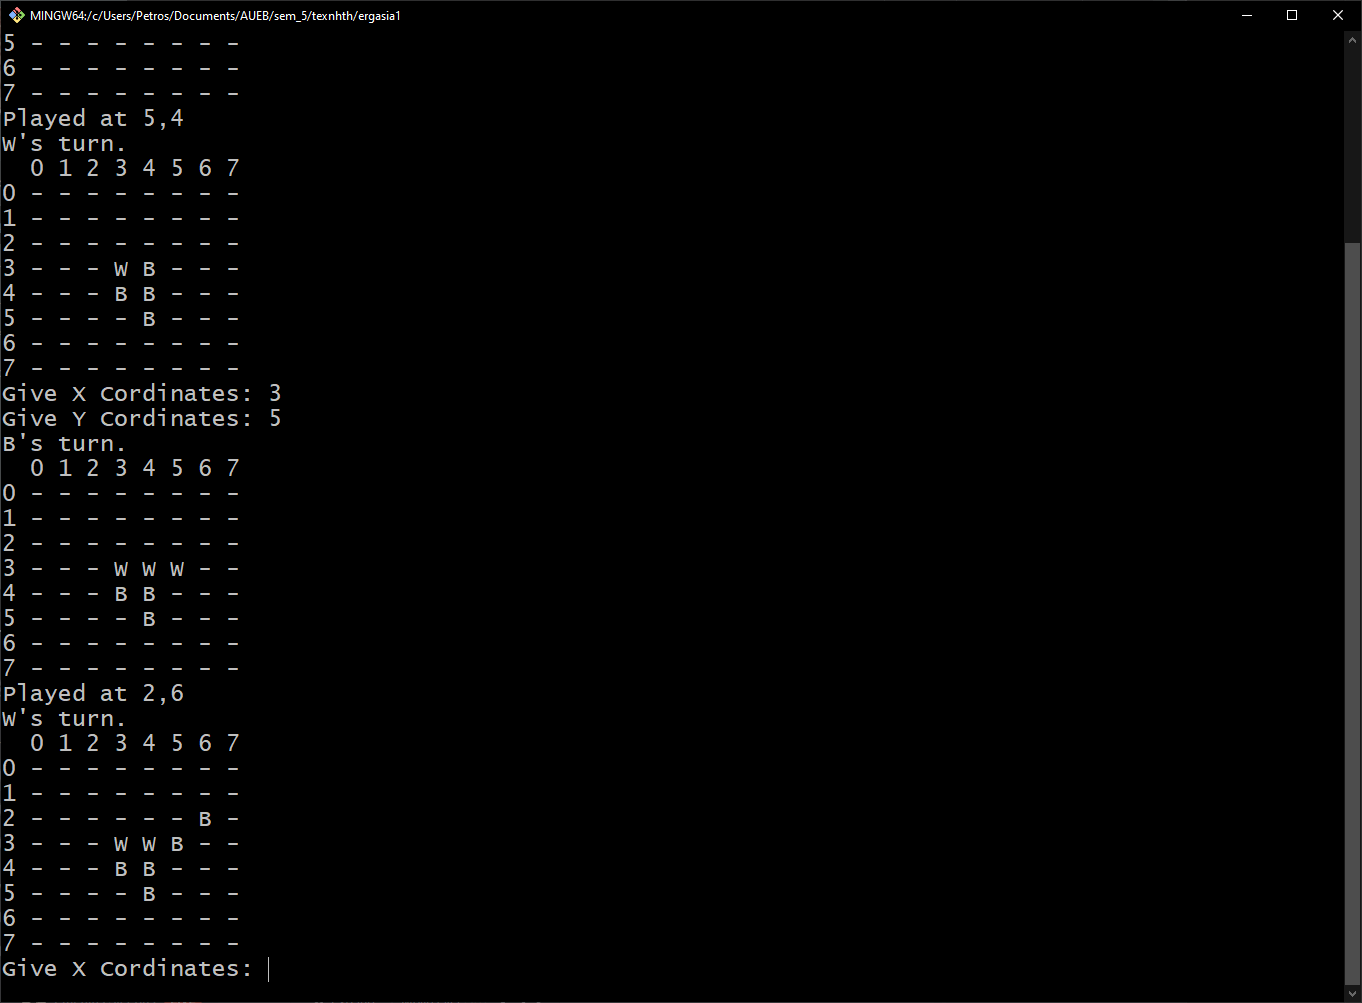 MINGW64:/c/Users/Petros/Documents/AUEB/sem_5/texnhth/ergasia1
5 - - - - - - - -
6 - - - - - - - -
7 - - - - - - - -
Played at 5,4
W's turn.
  0 1 2 3 4 5 6 7
0 - - - - - - - -
1 - - - - - - - -
2 - - - - - - - -
3 - - - W B - - -
4 - - - B B - - -
5 - - - - B - - -
6 - - - - - - - -
7 - - - - - - - -
Give X Cordinates: 3
Give Y Cordinates: 5
B's turn.
  0 1 2 3 4 5 6 7
0 - - - - - - - -
1 - - - - - - - -
2 - - - - - - - -
3 - - - W W W - -
4 - - - B B - - -
5 - - - - B - - -
6 - - - - - - - -
7 - - - - - - - -
Played at 2,6
W's turn.
  0 1 2 3 4 5 6 7
0 - - - - - - - -
1 - - - - - - - -
2 - - - - - - B -
3 - - - W W B - -
4 - - - B B - - -
5 - - - - B - - -
6 - - - - - - - -
7 - - - - - - - -
Give X Cordinates: